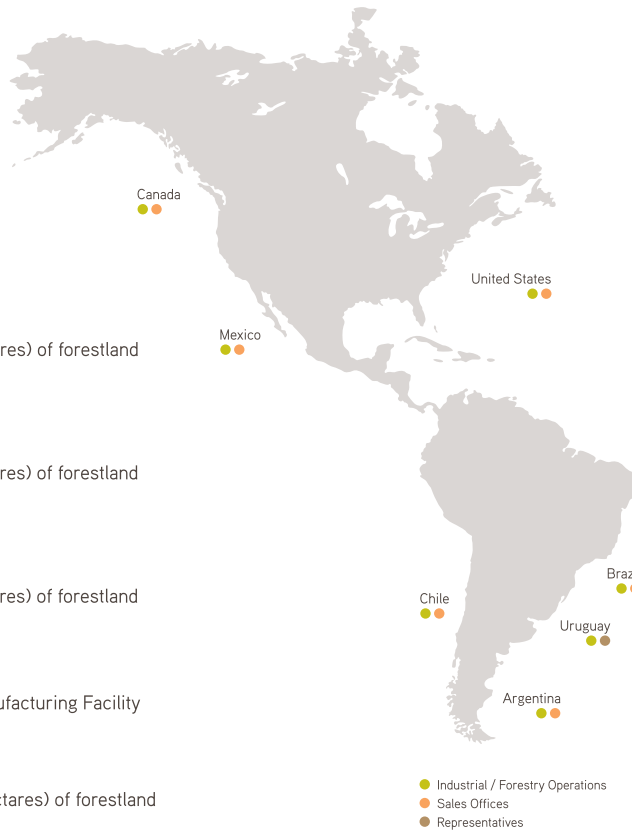 Canada
United States
Mexico
res) of forestland
res) of forestland
Braz
res) of forestland
Chile
Uruguay
Argentina
ufacturing Facility
Industrial / Forestry Operations
ctares) of forestland
Sales Offices
Representatives